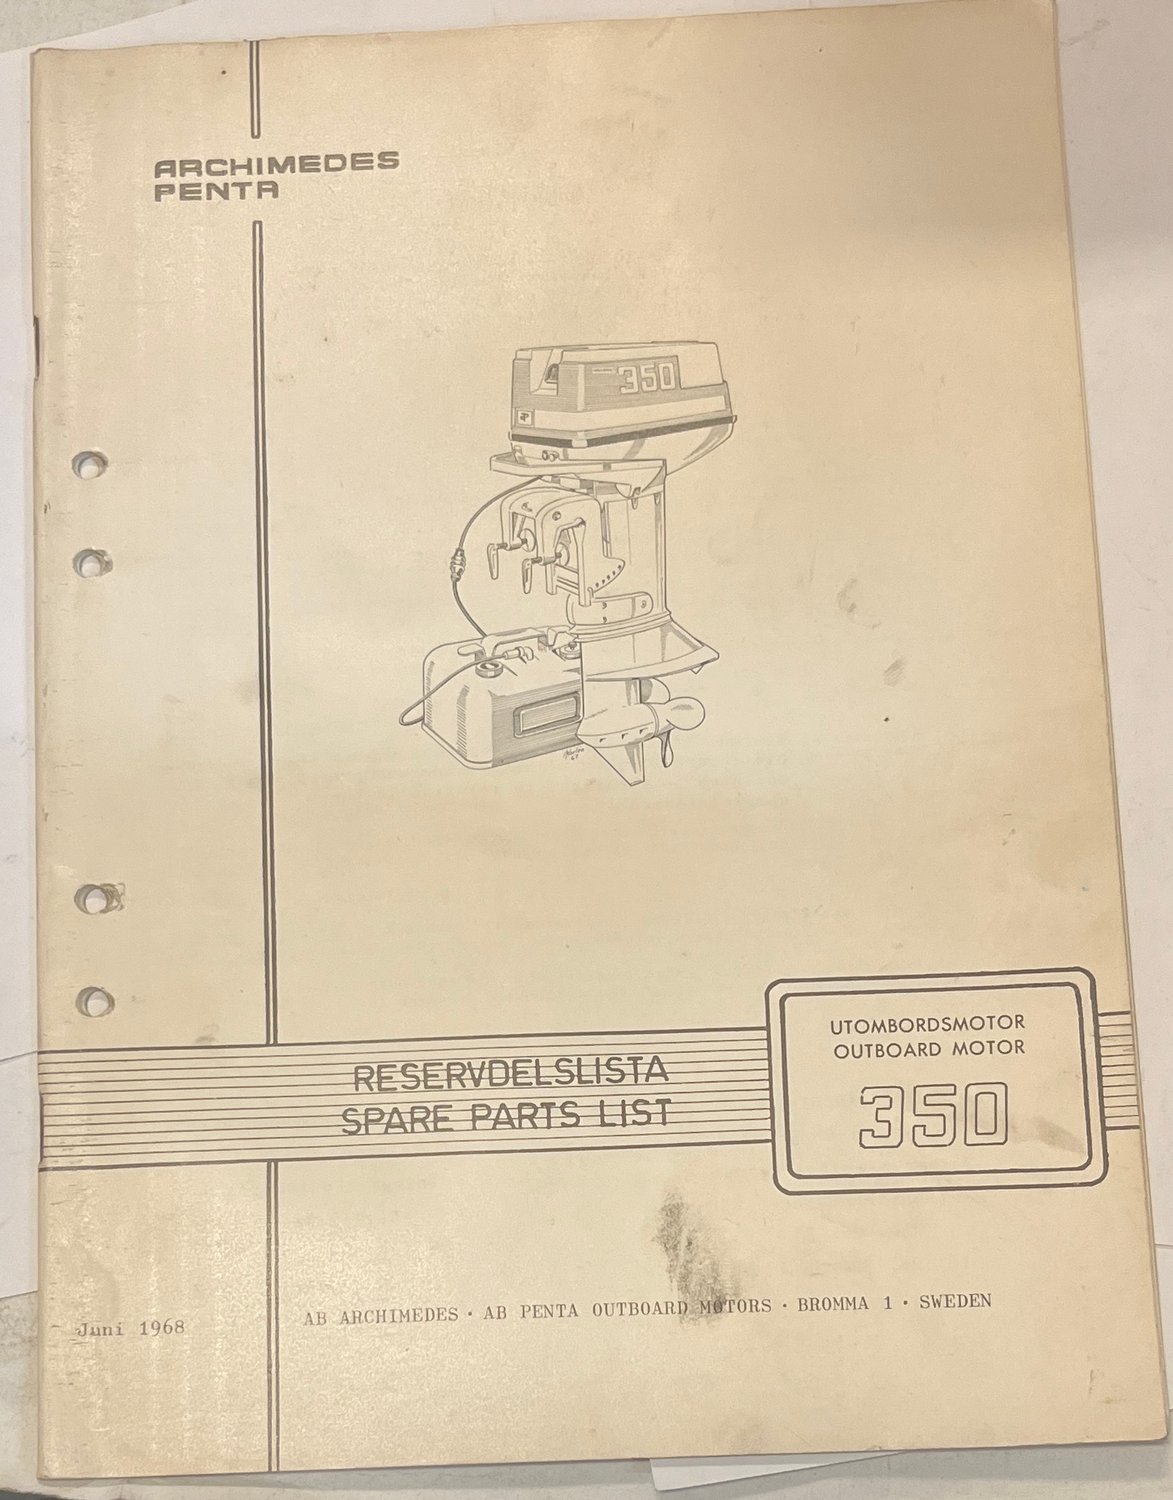 ARCHIMEDES
PENTA
350
RESERVDELSLISTA
SPARE PARTS LIST
UTOMBORDSMOTOR
OUTBOARD MOTOR
350
AB ARCHIMEDES · AB PENTA OUTBOARD MOTORS · BROMMA 1 · SWEDEN
Juni 1968